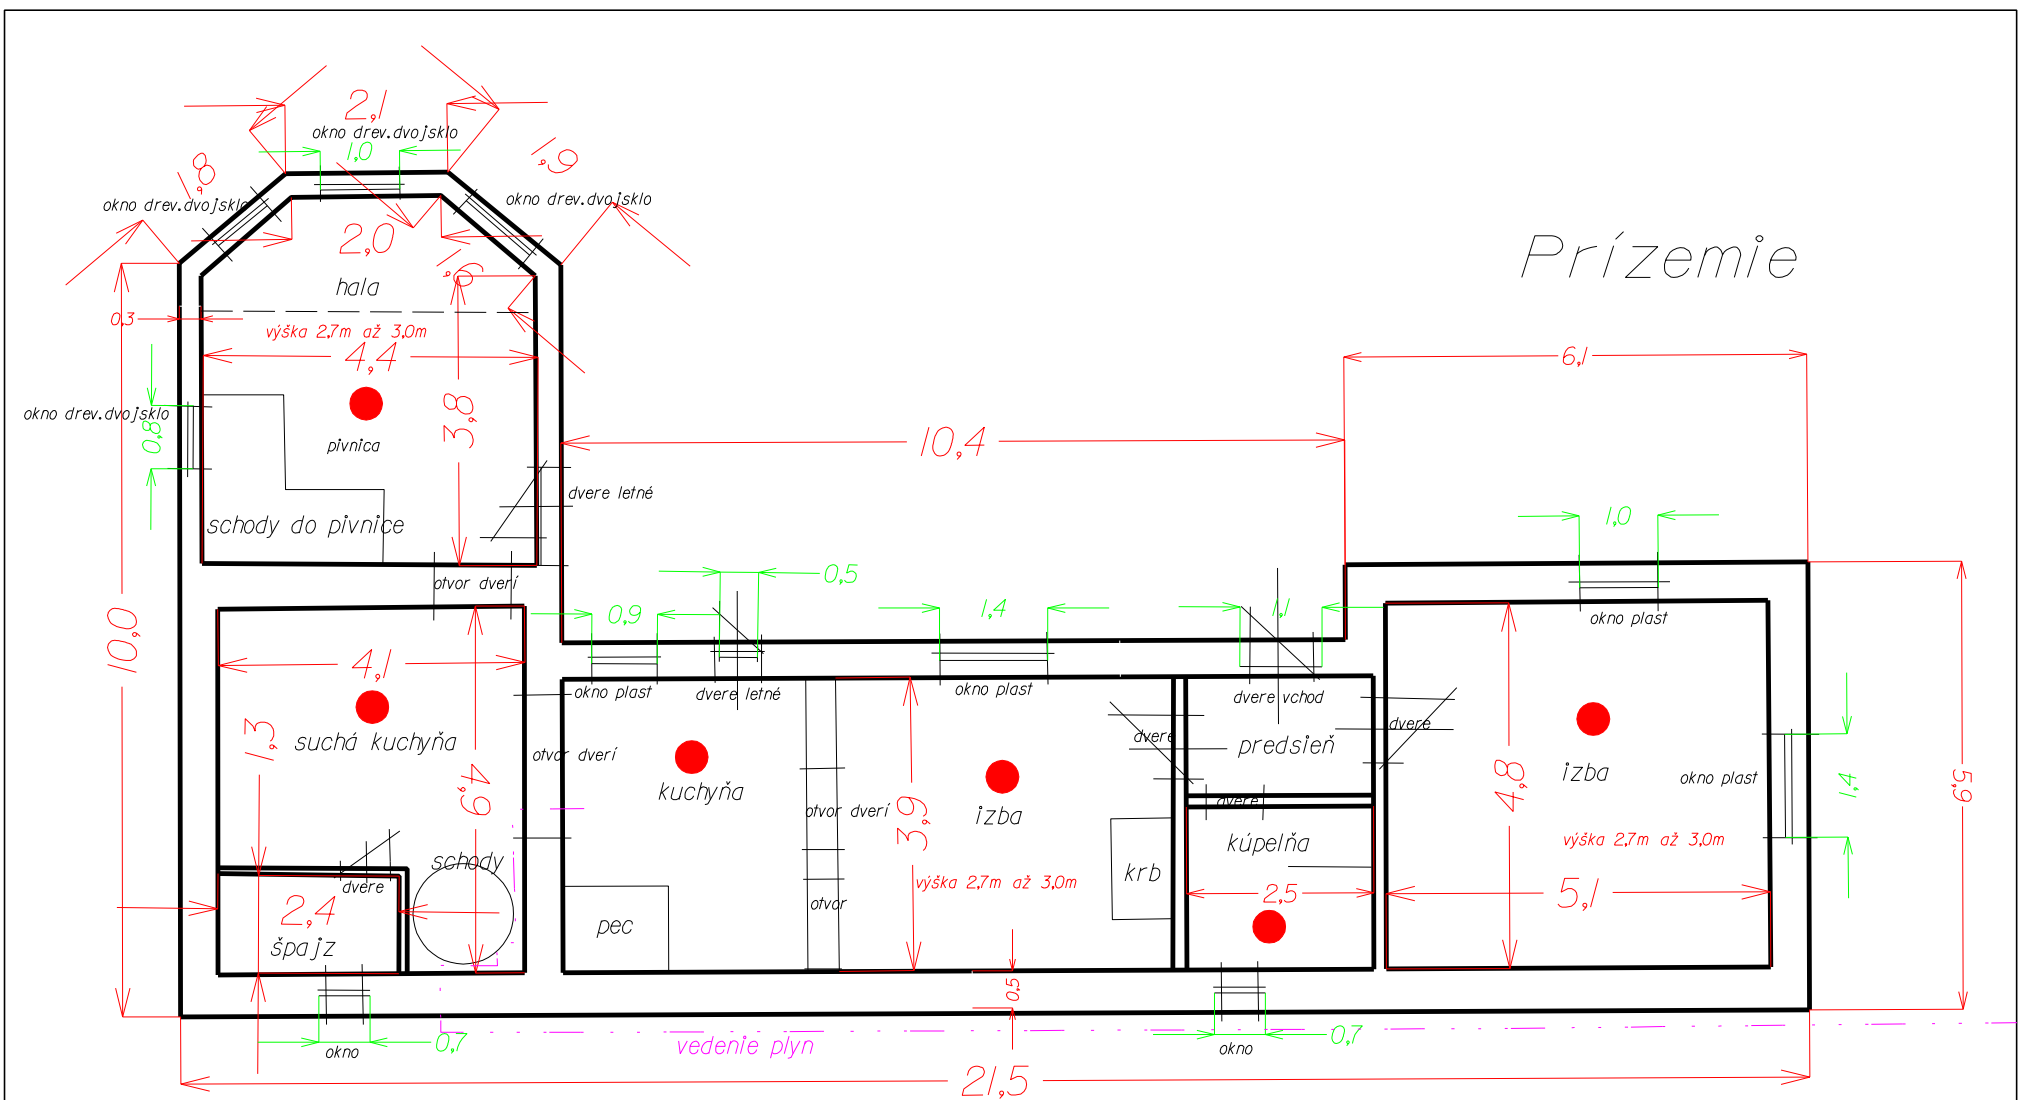 2,1
okno drev.dvojsklo
1,0
1,8
1,9
okno drev.dvojsklo
okno drev.dvojsklo
2,0
1,6
Prízemie
hala
0,3
výška 2,7m až 3,0m
4,4
6,1
okno drev.dvojsklo
0,8
3,8
pivnica
10,4
dvere letné
schody do pivnice
1,0
otvor dverí
0,5
0,9
1,4
1,1
okno plast
10,0
4,1
okno plast
dvere letné
okno plast
dvere vchod
dvere
dvere
1,3
suchá kuchyňa
otvor dverí
predsieň
izba
okno plast
1,4
5,9
4,9
kuchyňa
4,8
dvere
otvor dverí
3,9
izba
kúpelňa
výška 2,7m až 3,0m
schody
dvere
krb
výška 2,7m až 3,0m
2,5
5,1
2,4
otvor
pec
špajz
0,5
okno
0,7
vedenie plyn
okno
0,7
21,5